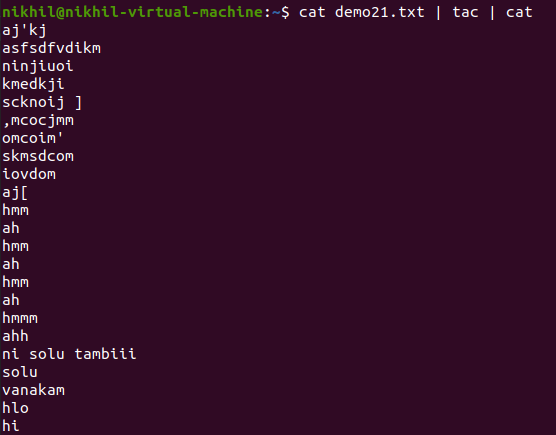 nikhil@nikhil-virtual-machine:~$ cat demo21.txt | tac | cat
aj'kj
asfsdfvdikm
ninjiuoi
kmedkji
scknoij ]
,mcocjmm
omcoim'
skmsdcom
iovdom
aj[
hmm
ah
hmm
ah
hmm
ah
hmmm
ahh
ni solu tambiii
solu
vanakam
hlo
hi